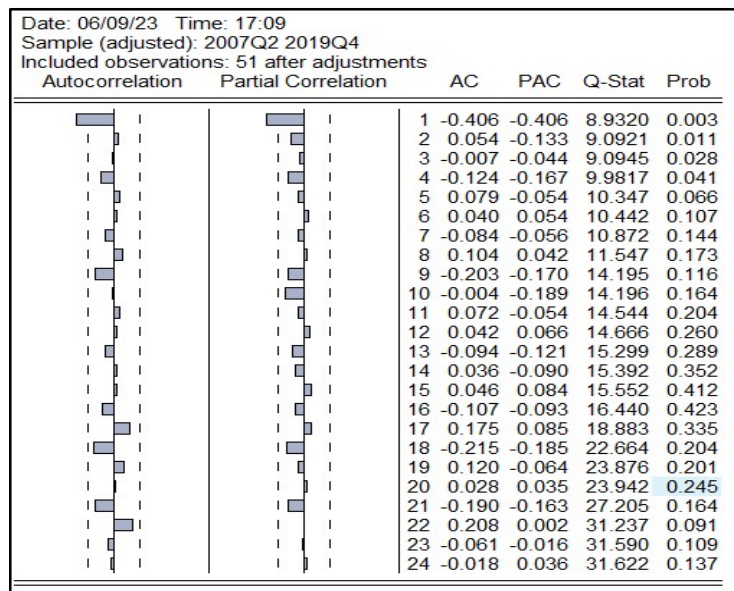 Date: 06/09/23 Time: 17:09
Sample (adjusted): 2007Q2 2019Q4
Included observations: 51 after adjustments
Autocorrelation Partial Correlation AC PAC Q-Stat Prob
1 -0.406 -0.406 8.9320 0.003
2 0.054 -0.133 9.0921 0.011
3 -0.007 -0.044 9.0945 0.028
4 -0.124 -0.167 9.9817 0.041
5 0.079 -0.054 10.347 0.066
6 0.040 0.054 10.442 0.107
7 -0.084 -0.056 10.872 0.144
8 0.104 0.042 11.547 0.173
9 -0.203 -0.170 14.195 0.116
10 -0.004 -0.189 14.196 0.164
11 0.072 -0.054 14.544 0.204
12 0.042 0.066 14.666 0.260
13 -0.094 -0.121 15.299 0.289
14 0.036 -0.090 15.392 0.352
15 0.046 0.084 15.552 0.412
16 -0.107 -0.093 16.440 0.423
17 0.175 0.085 18.883 0.335
18 -0.215 -0.185 22.664 0.204
19 0.120 -0.064 23.876 0.201
20 0.028 0.035 23.942 0.245
21 -0.190 -0.163 27.205 0.164
22 0.208 0.002 31.237 0.091
23 -0.061 -0.016 31.590 0.109
24 -0.018 0.036 31.622 0.137